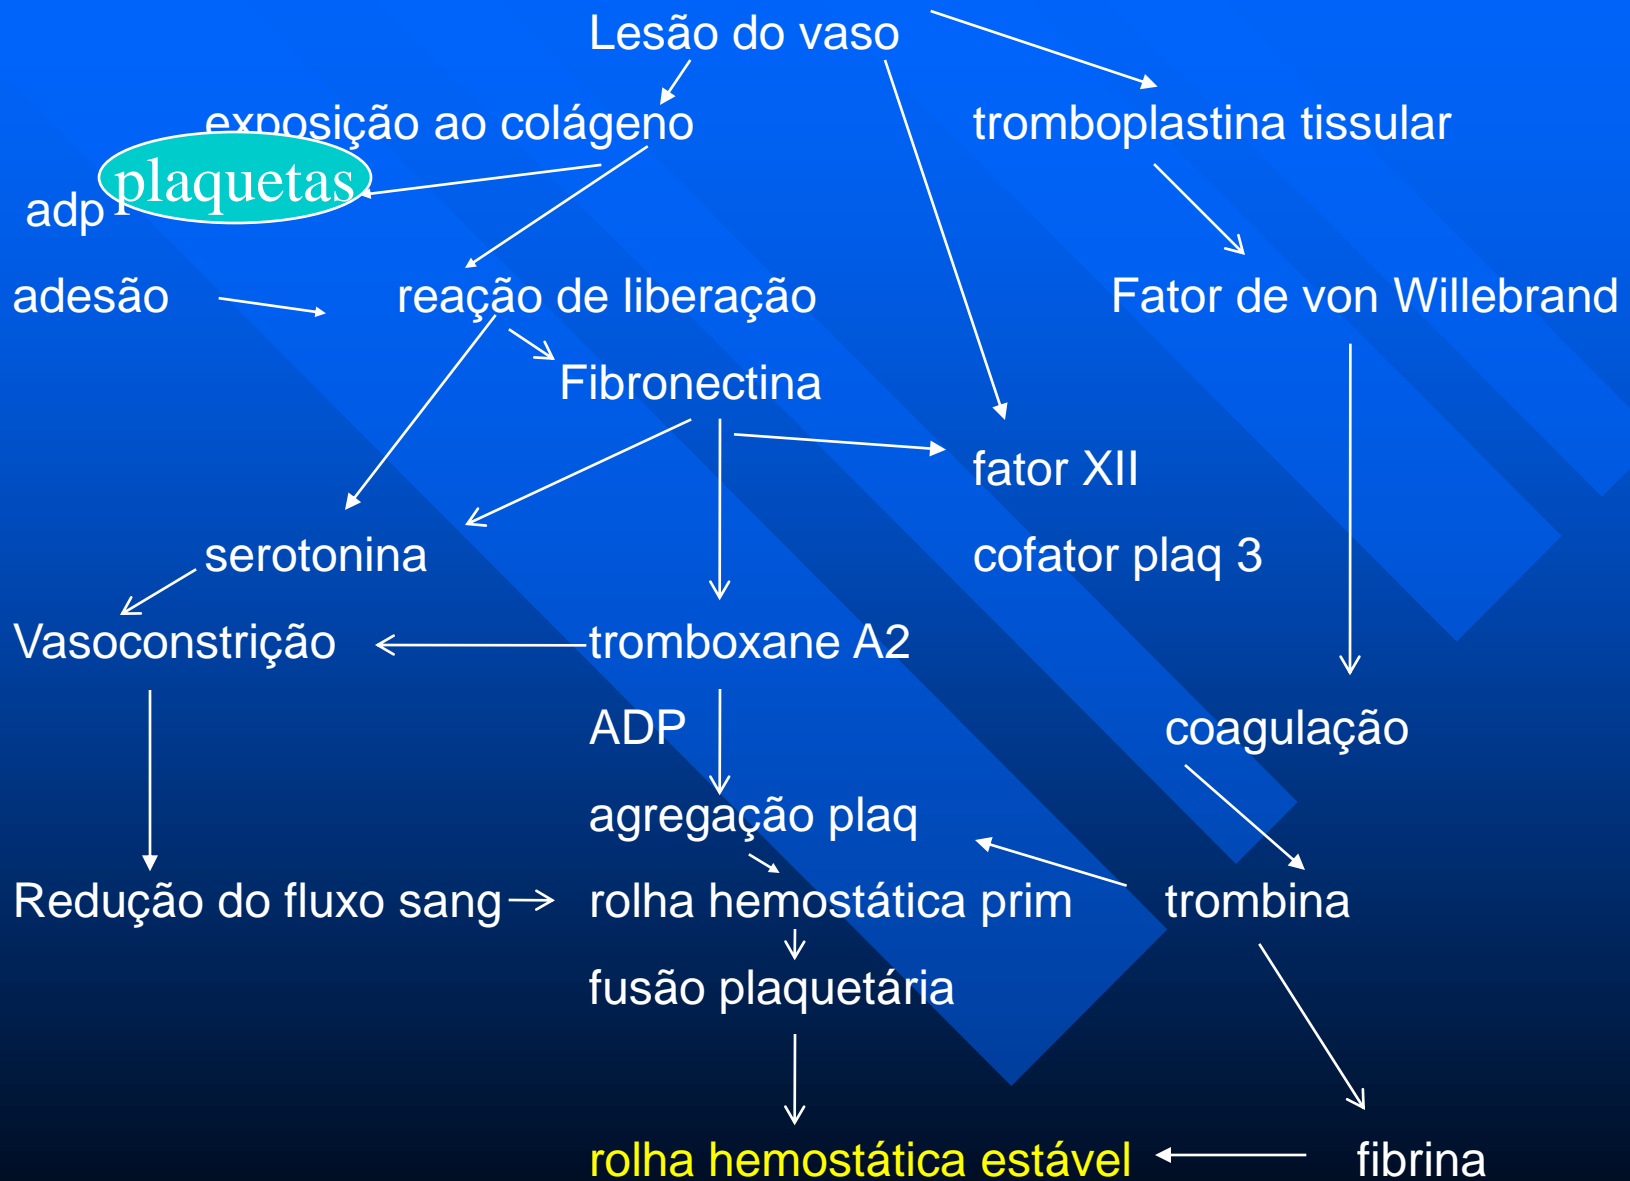 Lesão do vaso
exposição ao colágeno
tromboplastina tissular
plaquetas
adp
adesão
reação de liberação
Fator de von Willebrand
Fibronectina
fator XII
serotonina
cofator plaq 3
Vasoconstrição
tromboxane A2
ADP
coagulação
agregação plaq
Redução do fluxo sang
rolha hemostática prim
trombina
fusão plaquetária
rolha hemostática estável
fibrina